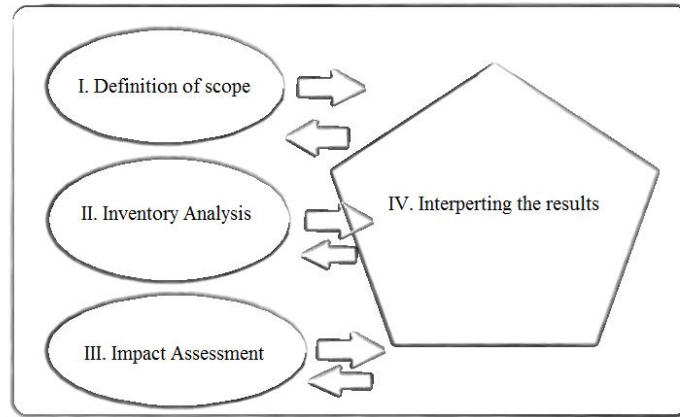 I. Definition of scope
II. Inventory Analysis
IV. Interperting the results
III. Impact Assessment